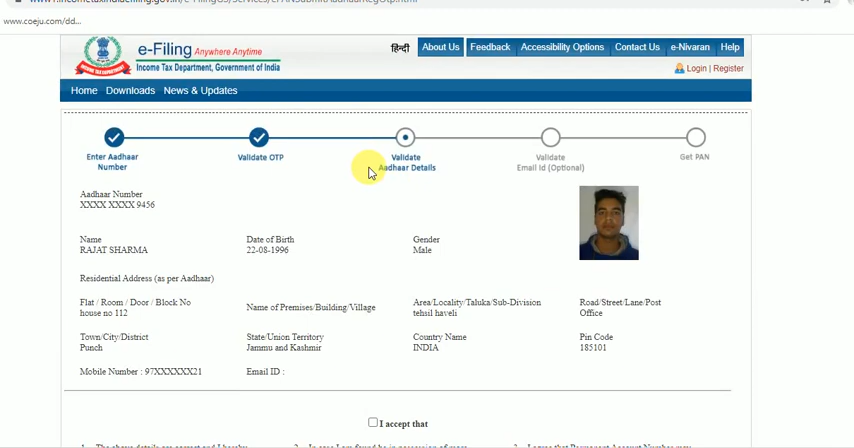 www.coeju.com/dd...
e-Filing Anywhere Anytime
Income Tax Department, Government of India
हिन्दी About Us Feedback Accessibility Options Contact Us e-Nivaran Help
Login | Register
Home Downloads News & Updates
Enter Aadhaar Number
Validate OTP
Validate Aadhaar Details
Validate Email Id (Optional)
Get PAN
Aadhaar Number
XXXX XXXX 9456
Name Date of Birth Gender
RAJAT SHARMA 22-08-1996 Male
Residential Address (as per Aadhaar)
Flat / Room / Door / Block No Name of Premises/Building/Village Area/Locality/Taluka/Sub-Division Road/Street/Lane/Post
house no 112 tehsil haveli Office
Town/City/District State/Union Territory Country Name Pin Code
Punch Jammu and Kashmir INDIA 185101
Mobile Number : 97XXXXXX21 Email ID :
I accept that